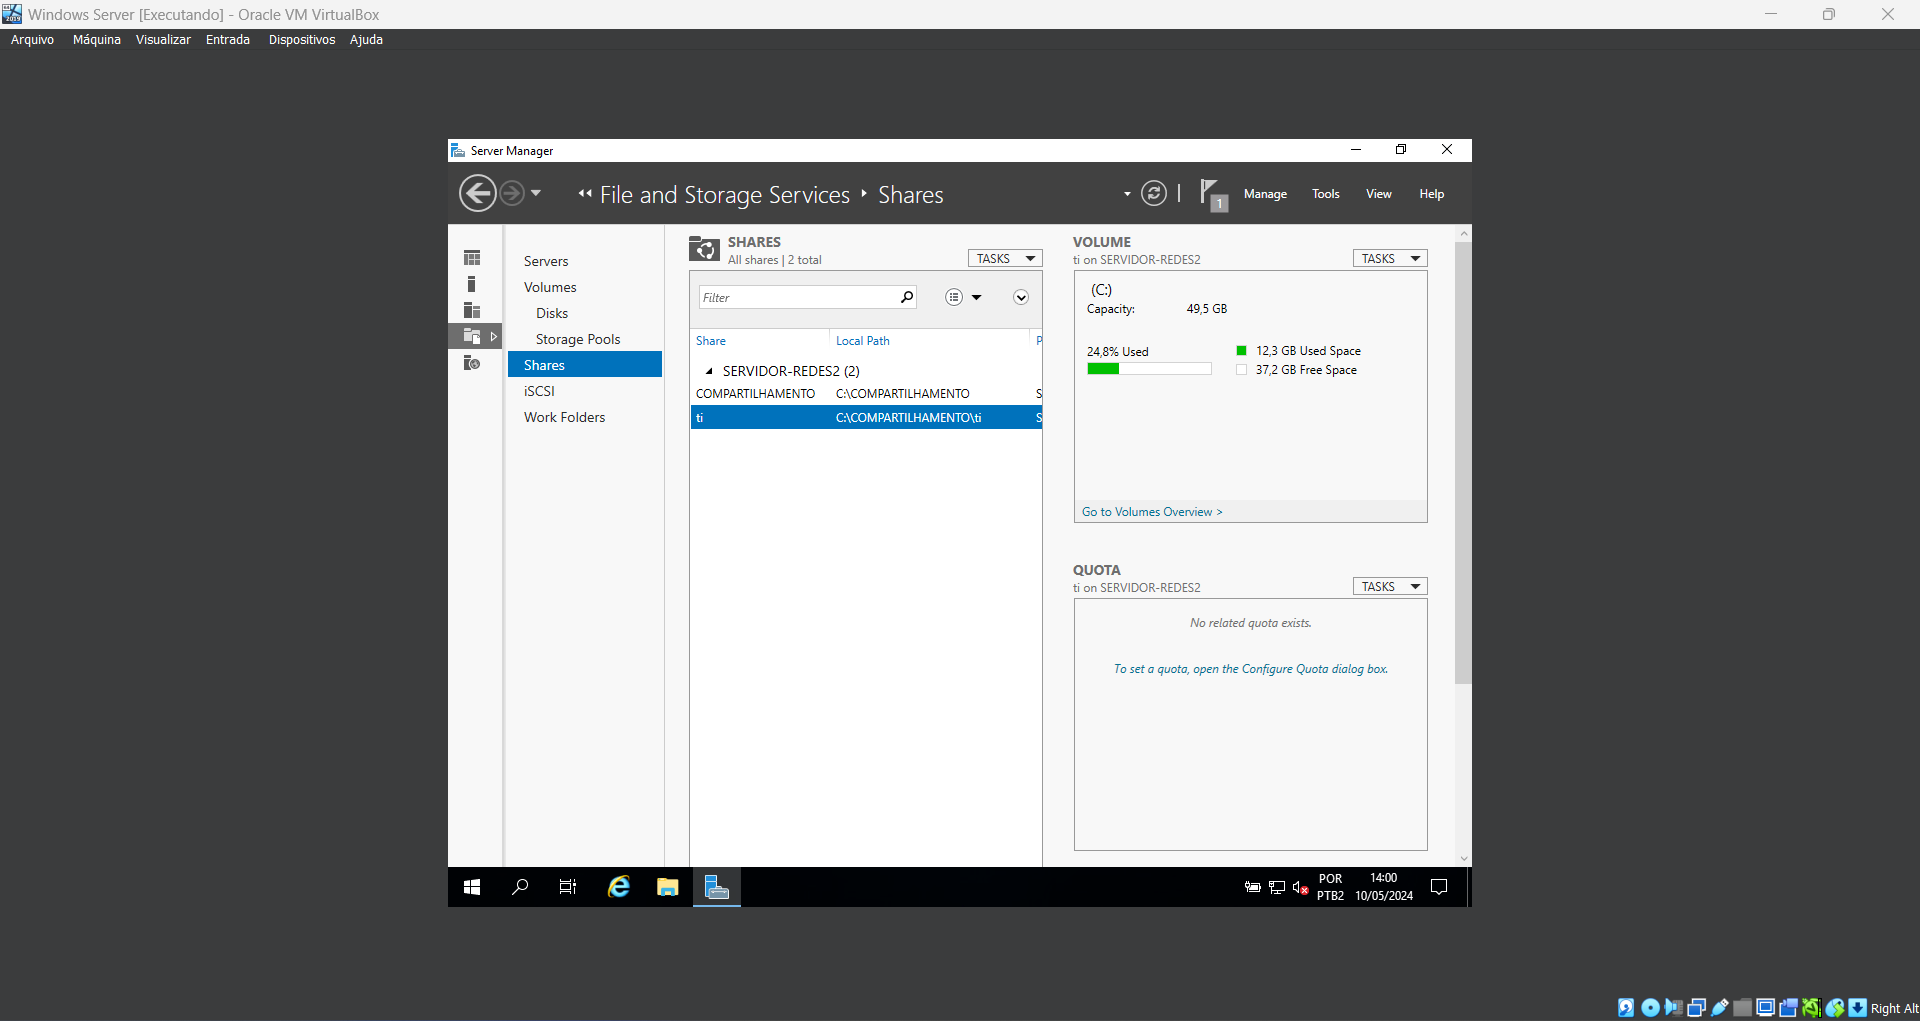 Windows Server [Executando] - Oracle VM VirtualBox
Arquivo Máquina Visualizar Entrada Dispositivos Ajuda
Server Manager
File and Storage Services Shares
1
Manage Tools View Help
Servers
Volumes
Disks
Storage Pools
Shares
iSCSI
Work Folders
SHARES
All shares | 2 total
TASKS
Filter
Share Local Path P
SERVIDOR-REDES2 (2)
COMPARTILHAMENTO C:\COMPARTILHAMENTO S
ti C:\COMPARTILHAMENTO\ti S
VOLUME
ti on SERVIDOR-REDES2
TASKS
(C:)
Capacity: 49,5 GB
24,8% Used
12,3 GB Used Space
37,2 GB Free Space
Go to Volumes Overview >
QUOTA
ti on SERVIDOR-REDES2
TASKS
No related quota exists.
To set a quota, open the Configure Quota dialog box.
POR
PTB2
14:00
10/05/2024
Right Alt